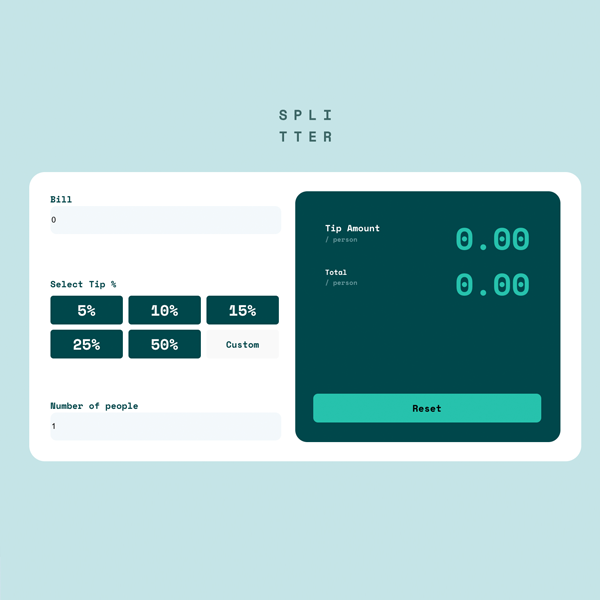 SPLI
TTER
Bill
0
Select Tip %
5% 10% 15%
25% 50% Custom
Number of people
1
Tip Amount
/ person
0.00
Total
/ person
0.00
Reset